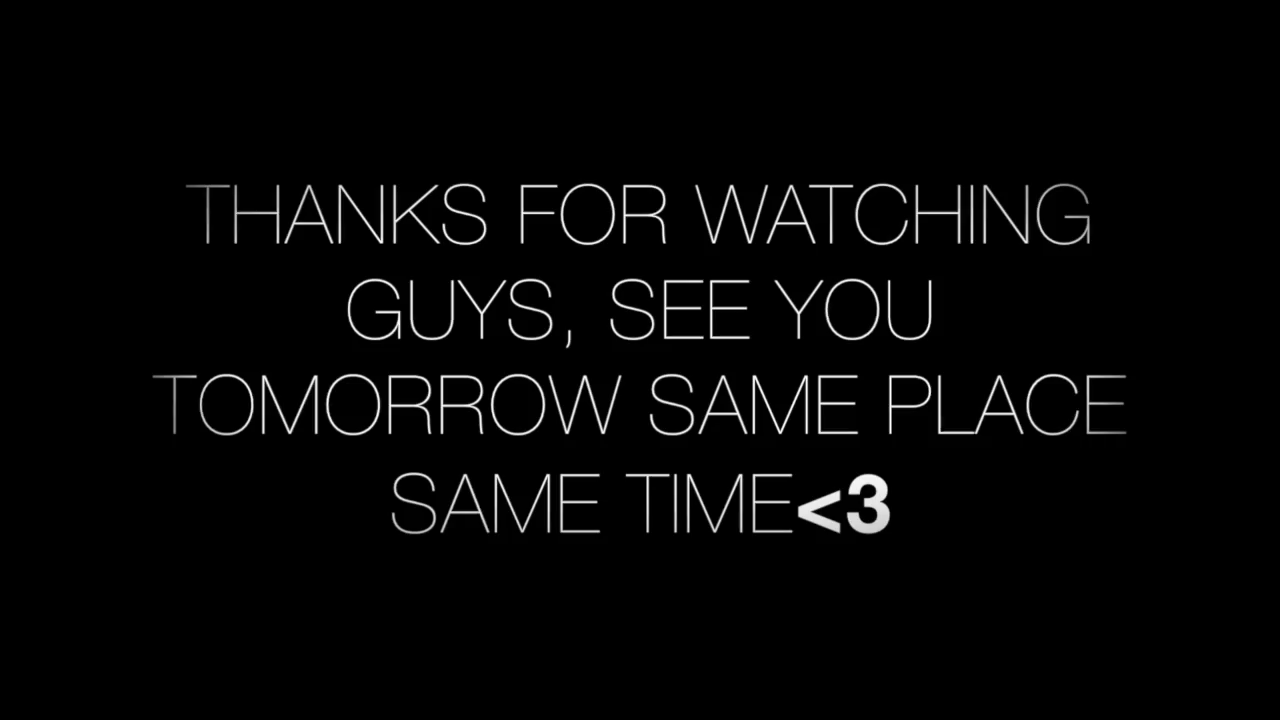 THANKS FOR WATCHING
GUYS, SEE YOU
TOMORROW SAME PLACE
SAME TIME<3